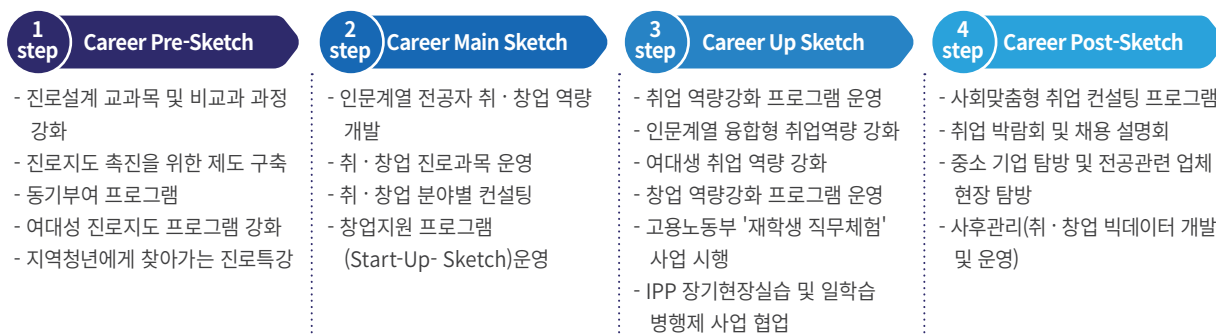 1
step
Career Pre-Sketch
- 진로설계 교과목 및 비교과 과정
강화
- 진로지도 촉진을 위한 제도 구축
- 동기부여 프로그램
- 여대성 진로지도 프로그램 강화
- 지역청년에게 찾아가는 진로특강
2
step
Career Main Sketch
- 인문계열 전공자 취 · 창업 역량
개발
- 취 · 창업 진로과목 운영
- 취 · 창업 분야별 컨설팅
- 창업지원 프로그램
(Start-Up- Sketch)운영
3
step
Career Up Sketch
- 취업 역량강화 프로그램 운영
- 인문계열 융합형 취업역량 강화
- 여대생 취업 역량 강화
- 창업 역량강화 프로그램 운영
- 고용노동부 '재학생 직무체험'
사업 시행
- IPP 장기현장실습 및 일학습
병행제 사업 협업
4
step
Career Post-Sketch
- 사회맞춤형 취업 컨설팅 프로그램
- 취업 박람회 및 채용 설명회
- 중소 기업 탐방 및 전공관련 업체
현장 탐방
- 사후관리(취 · 창업 빅데이터 개발
및 운영)